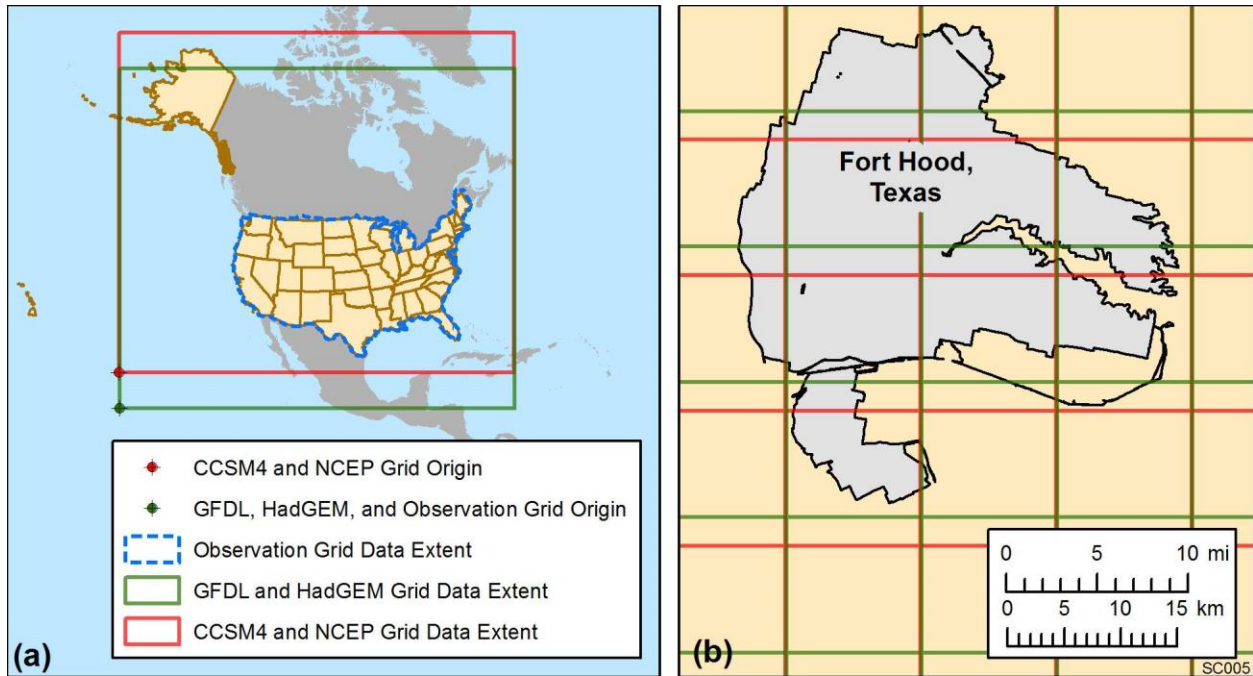 (a)
CCSM4 and NCEP Grid Origin
GFDL, HadGEM, and Observation Grid Origin
Observation Grid Data Extent
GFDL and HadGEM Grid Data Extent
CCSM4 and NCEP Grid Data Extent
(b)
Fort Hood,
Texas
0 5 10 mi
0 5 10 15 km
SC005